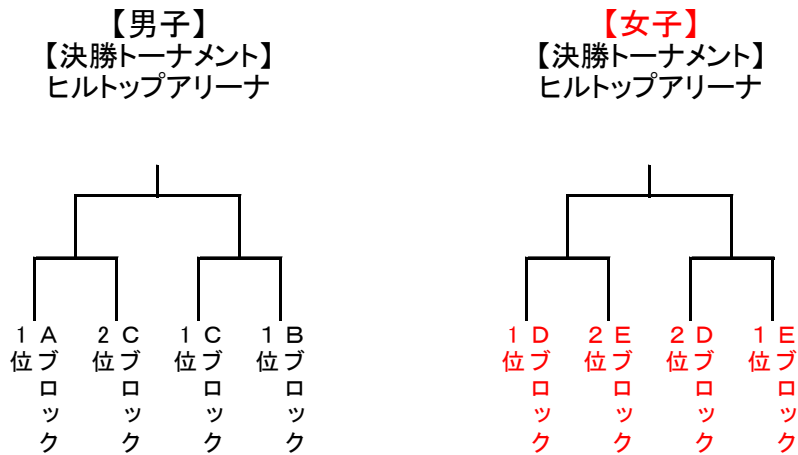 【男子】
【決勝トーナメント】
ヒルトップアリーナ
Aブロック
1位
Cブロック
2位
Cブロック
1位
Bブロック
1位
【女子】
【決勝トーナメント】
ヒルトップアリーナ
Dブロック
1位
Eブロック
2位
Dブロック
2位
Eブロック
1位